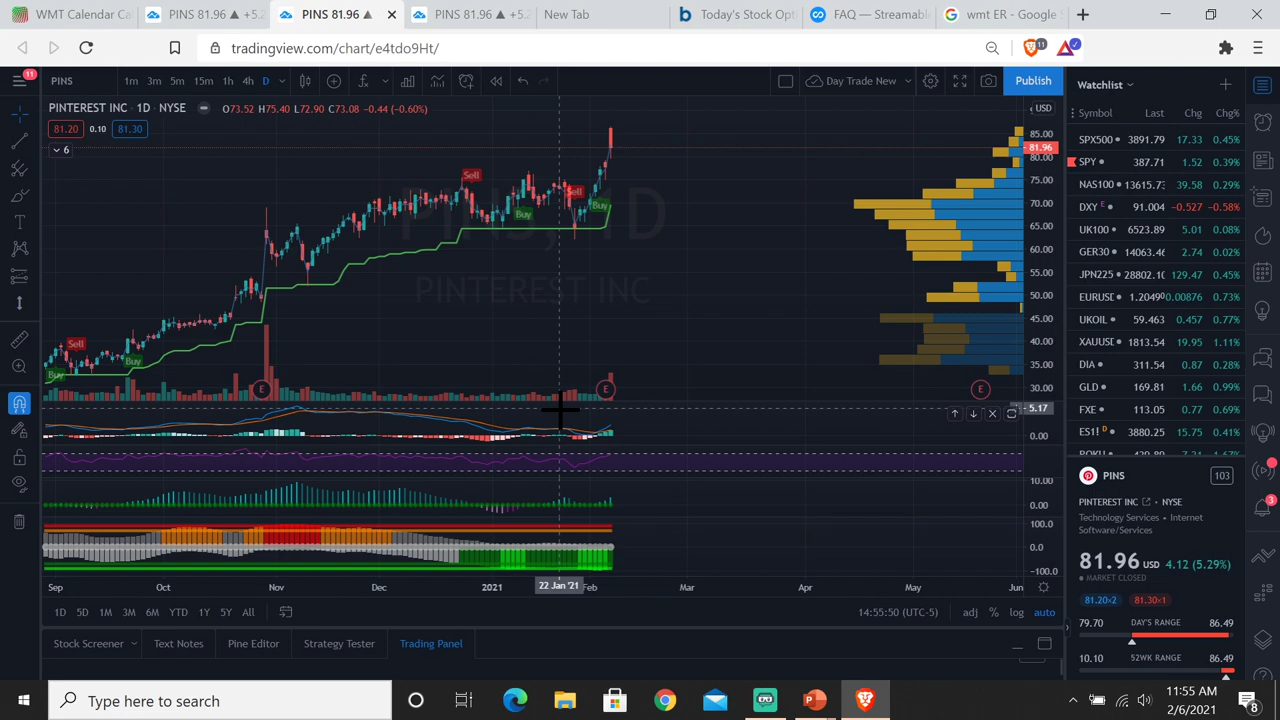 WMT Calendar Cal
PINS 81.96 ▲ +5.2
PINS 81.96 ▲
PINS 81.96 ▲ +5.2
New Tab
Today's Stock Opt
FAQ — Streamable
wmt ER - Google S
tradingview.com/chart/e4tdo9Ht/
11
11
PINS
1m 3m 5m 15m 1h 4h D
Day Trade New
Publish
PINTEREST INC · 1D · NYSE
O73.52 H75.40 L72.90 C73.08 −0.44 (−0.60%)
81.20 0.10 81.30
6
USD
PINS, 1D
PINTEREST INC
Sell
Sell
Sell
Buy
Buy
Buy
Buy
E
E
E
85.00
81.96
80.00
75.00
70.00
65.00
60.00
55.00
50.00
45.00
40.00
35.00
30.00
5.17
0.00
10.00
0.00
100.0
0.0
-100.0
Sep Oct Nov Dec 2021 22 Jan '21 Feb Mar Apr May Jun
1D 5D 1M 3M 6M YTD 1Y 5Y All
14:55:50 (UTC-5) adj % log auto
Stock Screener Text Notes Pine Editor Strategy Tester Trading Panel
Watchlist
Symbol Last Chg Chg%
SPX500 3891.79 17.33 0.45%
SPY 387.71 1.52 0.39%
NAS100 13615.7 39.58 0.29%
DXY E 91.004 -0.527 -0.58%
UK100 6523.89 5.01 0.08%
GER30 14063.46 2.74 0.02%
JPN225 28802.10 129.47 0.45%
EURUSD 1.20490 0.00876 0.73%
UKOIL 59.463 0.457 0.77%
XAUUSD 1813.54 19.95 1.11%
DIA 311.54 0.87 0.28%
GLD 169.81 1.66 0.99%
FXE 113.05 0.77 0.69%
ES1! D 3880.25 15.75 0.41%
PINS
103
PINTEREST INC · NYSE
Technology Services · Internet
Software/Services
81.96 USD 4.12 (5.29%)
MARKET CLOSED
81.20×2 81.30×1
79.70 DAY'S RANGE 86.49
10.10 52WK RANGE 86.49
3
Type here to search
11:55 AM
2/6/2021
8